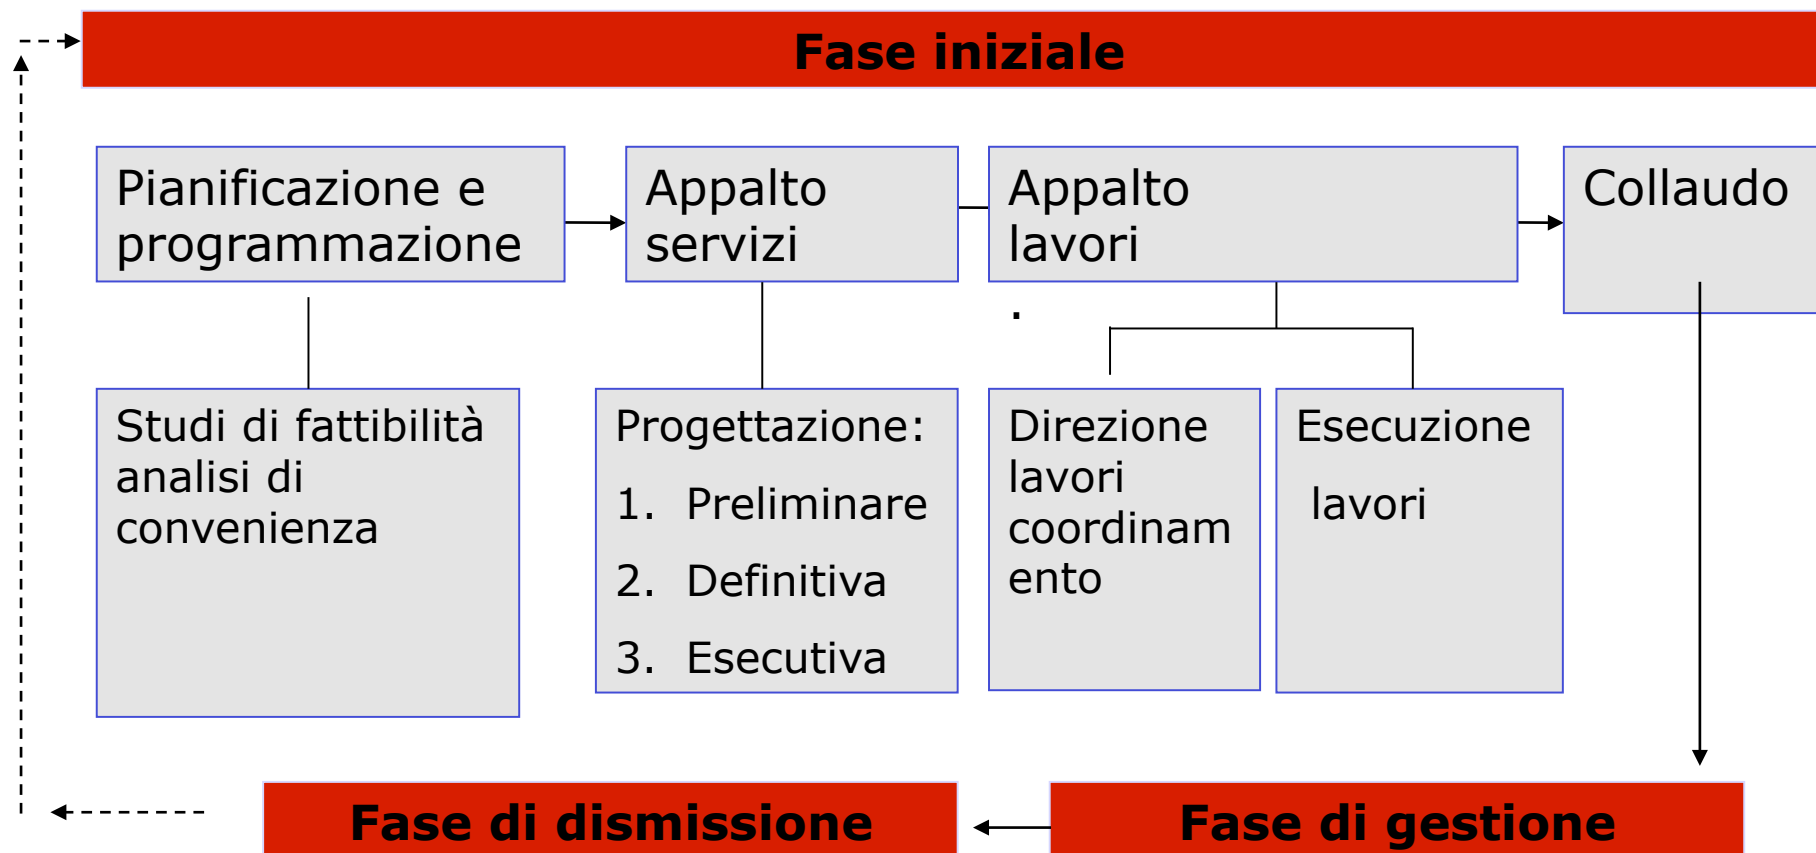 Fase iniziale
Pianificazione e
programmazione
Appalto
servizi
Appalto
lavori
.
Collaudo
Studi di fattibilità
analisi di
convenienza
Progettazione:
1. Preliminare
2. Definitiva
3. Esecutiva
Direzione
lavori
coordinam
ento
Esecuzione
lavori
Fase di dismissione
Fase di gestione